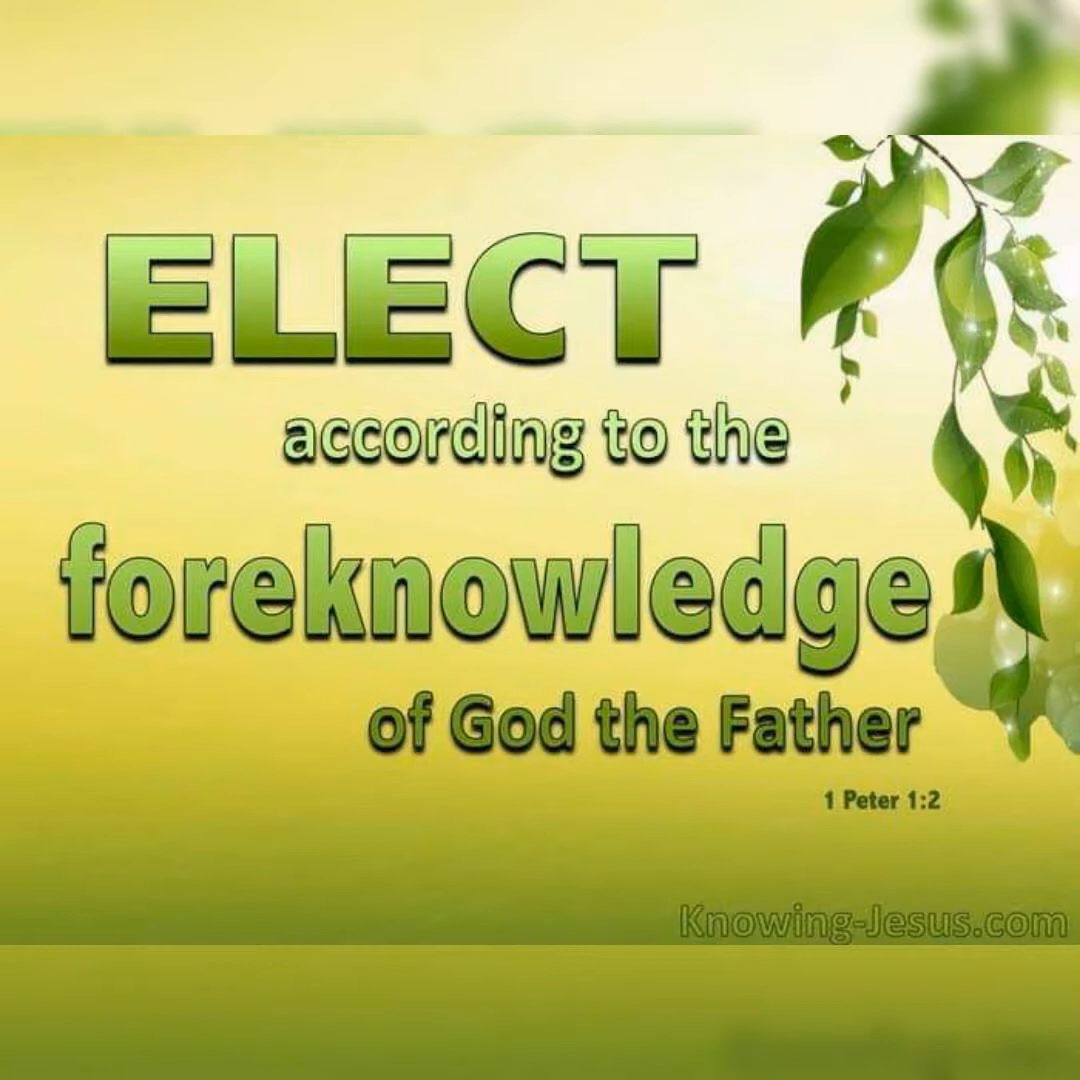 ELECT
according to the
foreknowledge
of God the Father
1 Peter 1:2
Knowing-Jesus.com